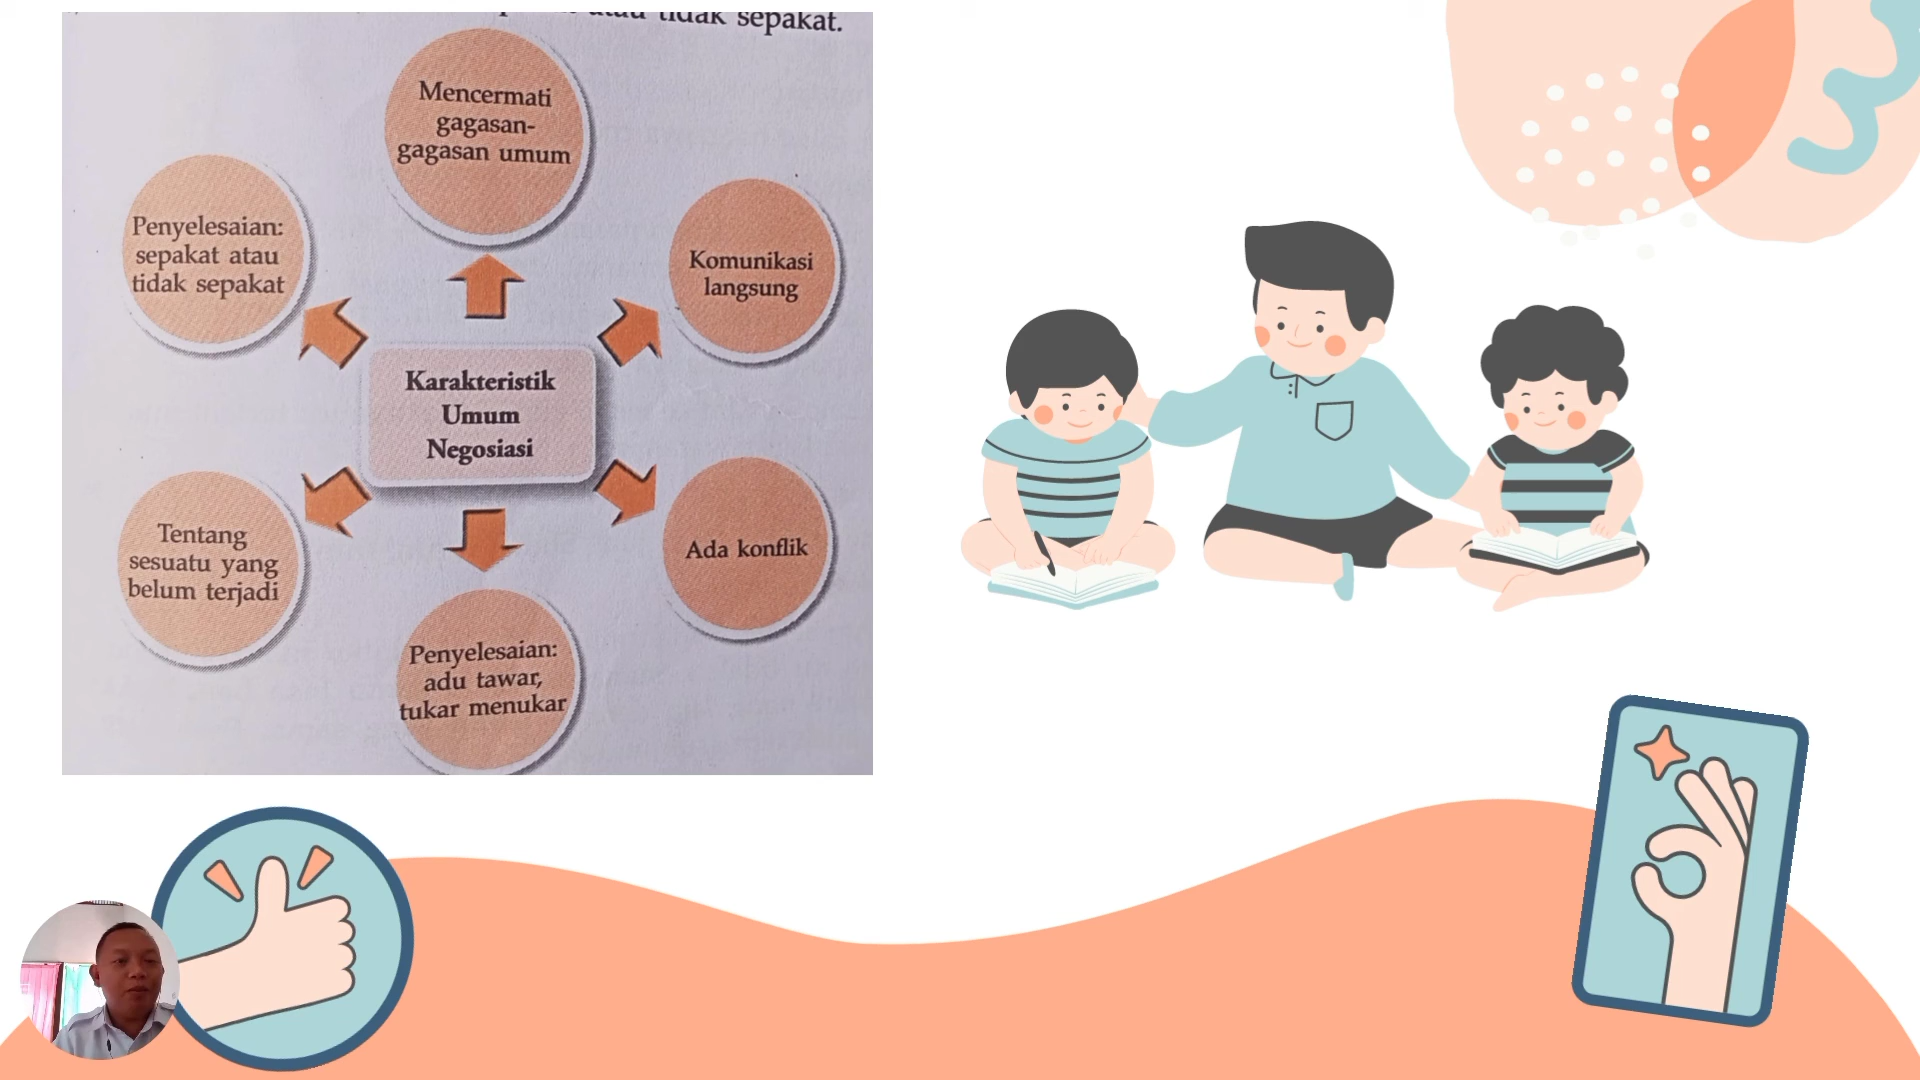 tidak sepakat.
Mencermati
gagasan-
gagasan umum
Penyelesaian:
sepakat atau
tidak sepakat
Komunikasi
langsung
Karakteristik
Umum
Negosiasi
Tentang
sesuatu yang
belum terjadi
Ada konflik
Penyelesaian:
adu tawar,
tukar menukar